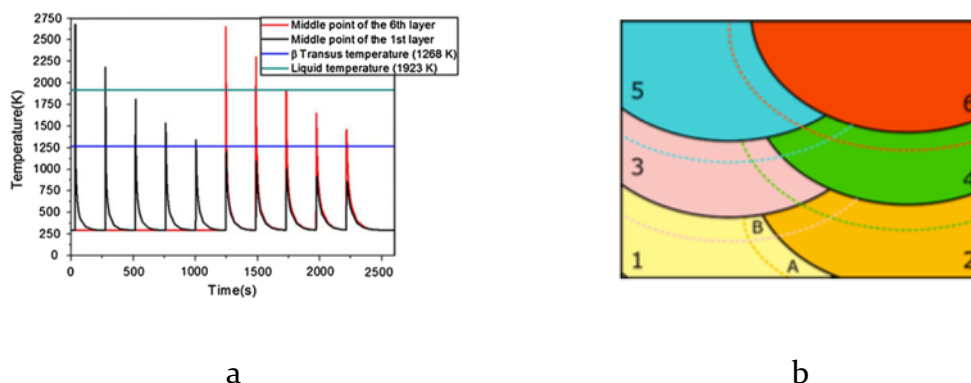 Middle point of the 6th layer
Middle point of the 1st layer
β Transus temperature (1268 K)
Liquid temperature (1923 K)
Temperature(K)
2750
2500
2250
2000
1750
1500
1250
1000
750
500
250
0
0 500 1000 1500 2000 2500
Time(s)
5
6
3
4
B
1
A
2
a b